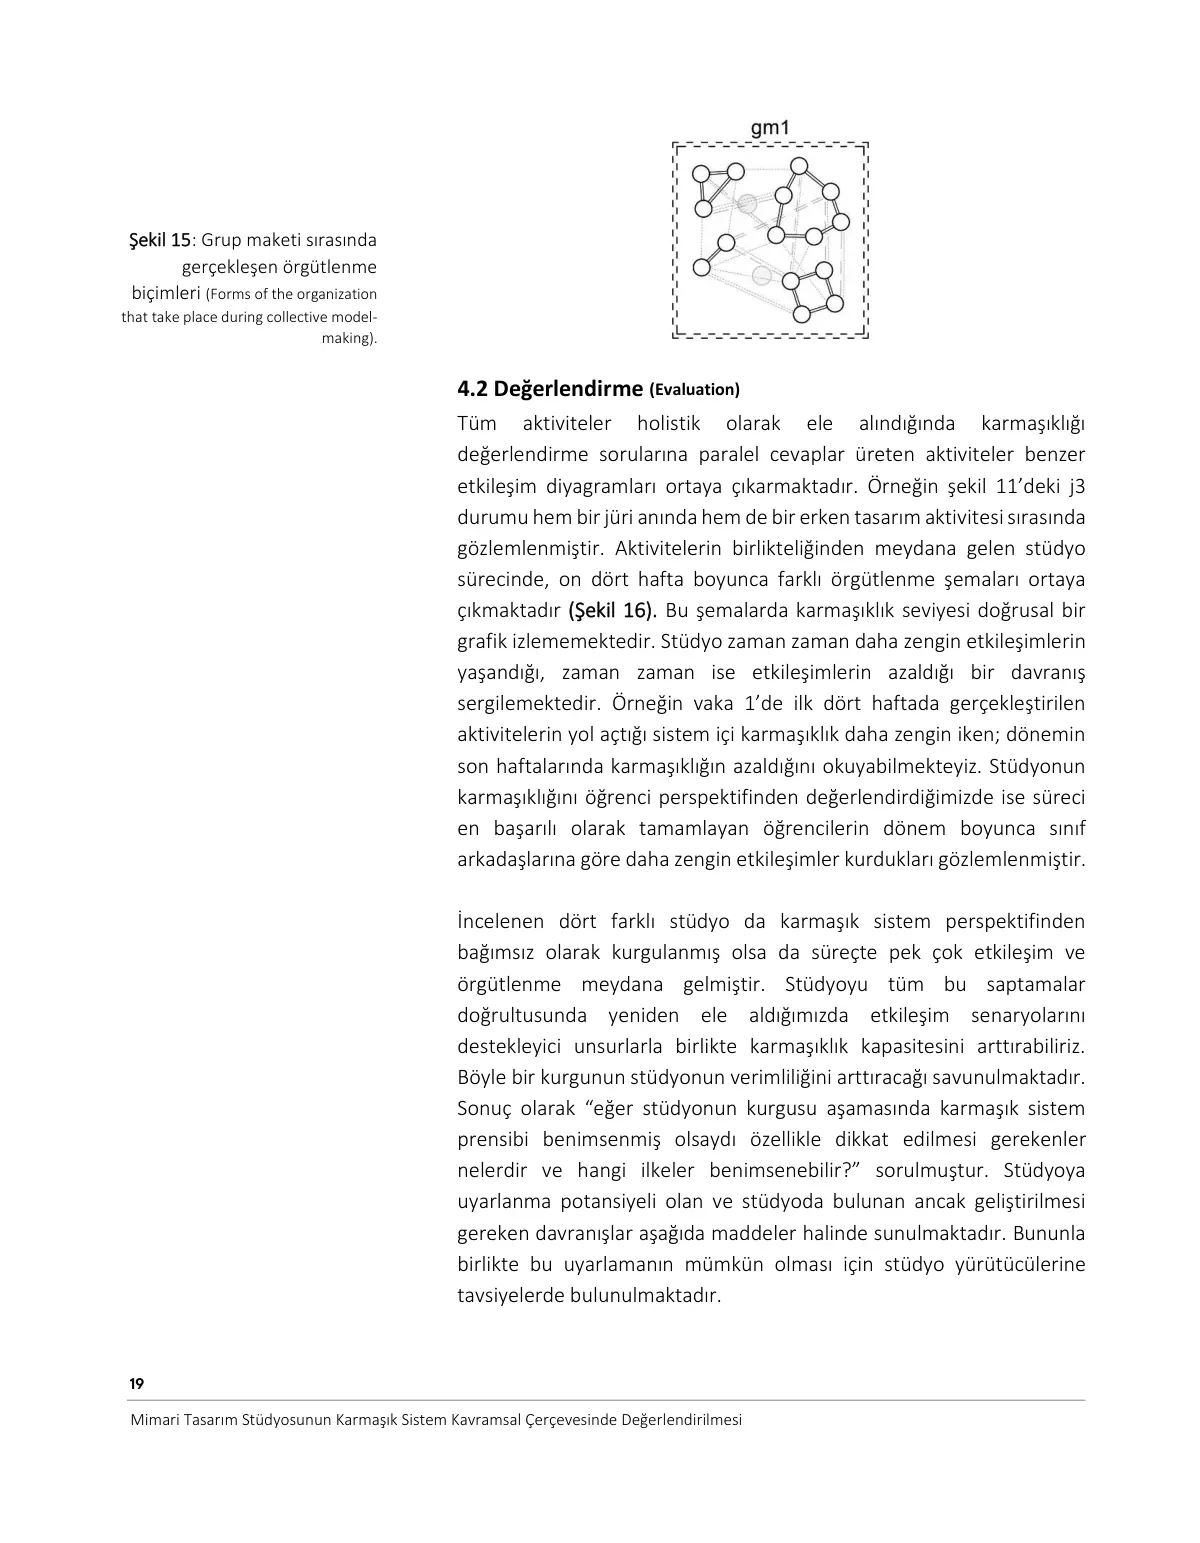 gm1
Şekil 15: Grup maketi sırasında
gerçekleşen örgütlenme
biçimleri (Forms of the organization
that take place during collective model-
making).
4.2 Değerlendirme (Evaluation)
Tüm aktiviteler holistik olarak ele alındığında karmaşıklığı
değerlendirme sorularına paralel cevaplar üreten aktiviteler benzer
etkileşim diyagramları ortaya çıkarmaktadır. Örneğin şekil 11’deki j3
durumu hem bir jüri anında hem de bir erken tasarım aktivitesi sırasında
gözlemlenmiştir. Aktivitelerin birlikteliğinden meydana gelen stüdyo
sürecinde, on dört hafta boyunca farklı örgütlenme şemaları ortaya
çıkmaktadır (Şekil 16). Bu şemalarda karmaşıklık seviyesi doğrusal bir
grafik izlememektedir. Stüdyo zaman zaman daha zengin etkileşimlerin
yaşandığı, zaman zaman ise etkileşimlerin azaldığı bir davranış
sergilemektedir. Örneğin vaka 1’de ilk dört haftada gerçekleştirilen
aktivitelerin yol açtığı sistem içi karmaşıklık daha zengin iken; dönemin
son haftalarında karmaşıklığın azaldığını okuyabilmekteyiz. Stüdyonun
karmaşıklığını öğrenci perspektifinden değerlendirdiğimizde ise süreci
en başarılı olarak tamamlayan öğrencilerin dönem boyunca sınıf
arkadaşlarına göre daha zengin etkileşimler kurdukları gözlemlenmiştir.
İncelenen dört farklı stüdyo da karmaşık sistem perspektifinden
bağımsız olarak kurgulanmış olsa da süreçte pek çok etkileşim ve
örgütlenme meydana gelmiştir. Stüdyoyu tüm bu saptamalar
doğrultusunda yeniden ele aldığımızda etkileşim senaryolarını
destekleyici unsurlarla birlikte karmaşıklık kapasitesini arttırabiliriz.
Böyle bir kurgunun stüdyonun verimliliğini arttıracağı savunulmaktadır.
Sonuç olarak “eğer stüdyonun kurgusu aşamasında karmaşık sistem
prensibi benimsenmiş olsaydı özellikle dikkat edilmesi gerekenler
nelerdir ve hangi ilkeler benimsenebilir?” sorulmuştur. Stüdyoya
uyarlanma potansiyeli olan ve stüdyoda bulunan ancak geliştirilmesi
gereken davranışlar aşağıda maddeler halinde sunulmaktadır. Bununla
birlikte bu uyarlamanın mümkün olması için stüdyo yürütücülerine
tavsiyelerde bulunulmaktadır.
19
Mimari Tasarım Stüdyosunun Karmaşık Sistem Kavramsal Çerçevesinde Değerlendirilmesi